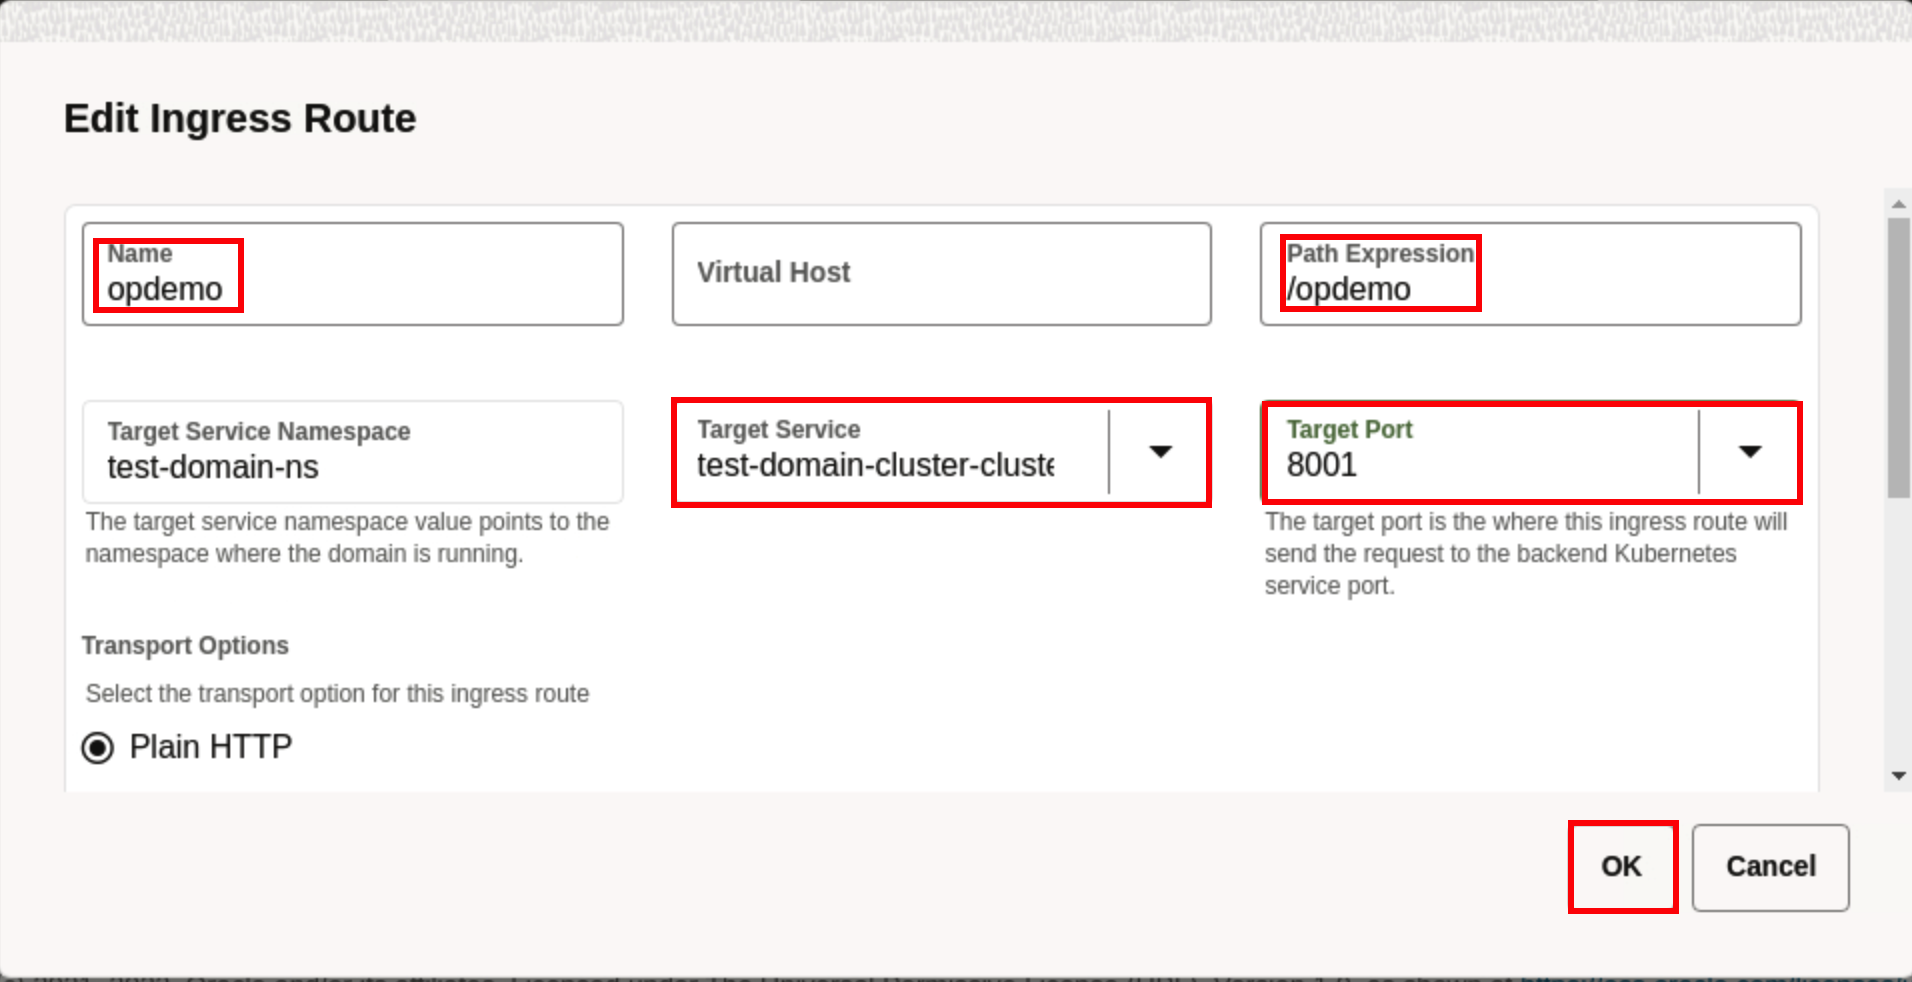 Edit Ingress Route
Name
opdemo
Virtual Host
Path Expression
/opdemo
Target Service Namespace
test-domain-ns
The target service namespace value points to the
namespace where the domain is running.
Target Service
test-domain-cluster-cluste
Target Port
8001
The target port is the where this ingress route will
send the request to the backend Kubernetes
service port.
Transport Options
Select the transport option for this ingress route
Plain HTTP
OK
Cancel